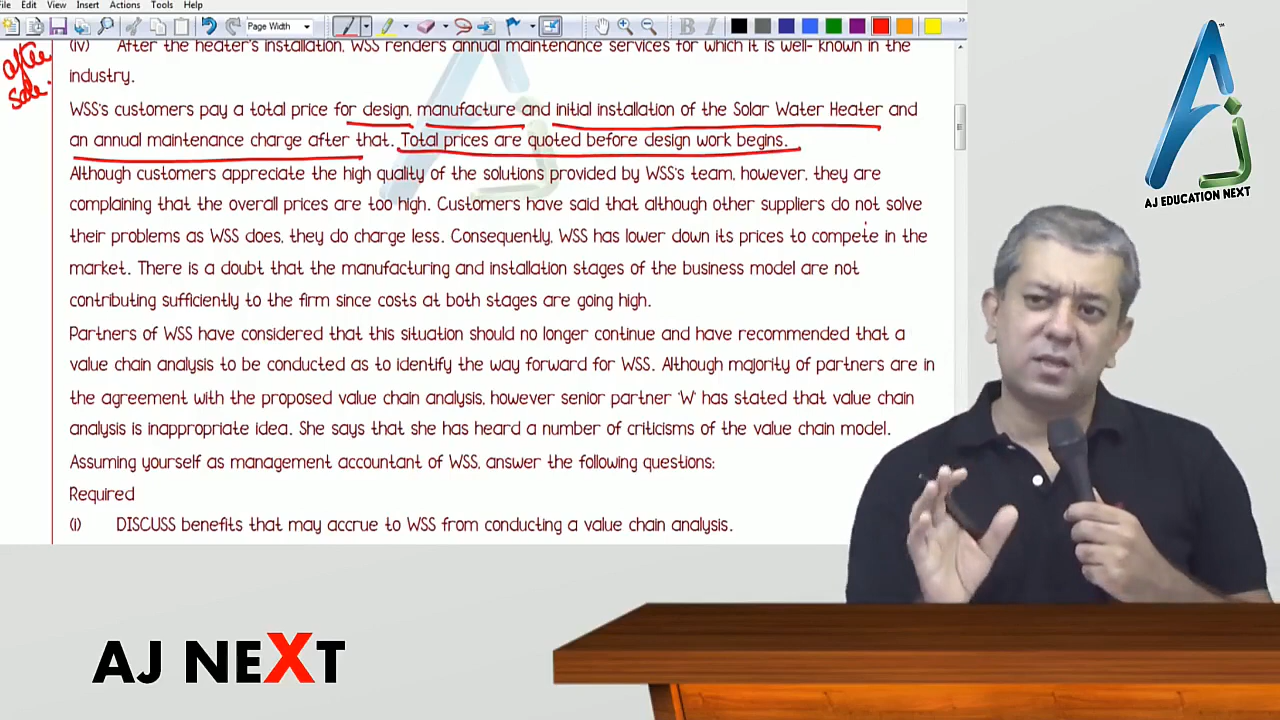 File Edit View Insert Actions Tools Help
Page Width
B I U
after
sale
(iv) After the heater's installation, WSS renders annual maintenance services for which it is well- known in the
industry.
WSS's customers pay a total price for design, manufacture and initial installation of the Solar Water Heater and
an annual maintenance charge after that. Total prices are quoted before design work begins.
Although customers appreciate the high quality of the solutions provided by WSS's team, however, they are
complaining that the overall prices are too high. Customers have said that although other suppliers do not solve
their problems as WSS does, they do charge less. Consequently, WSS has lower down its prices to compete in the
market. There is a doubt that the manufacturing and installation stages of the business model are not
contributing sufficiently to the firm since costs at both stages are going high.
Partners of WSS have considered that this situation should no longer continue and have recommended that a
value chain analysis to be conducted as to identify the way forward for WSS. Although majority of partners are in
the agreement with the proposed value chain analysis, however senior partner 'W' has stated that value chain
analysis is inappropriate idea. She says that she has heard a number of criticisms of the value chain model.
Assuming yourself as management accountant of WSS, answer the following questions:
Required
(i) DISCUSS benefits that may accrue to WSS from conducting a value chain analysis.
AJ EDUCATION NEXT
AJ NEXT